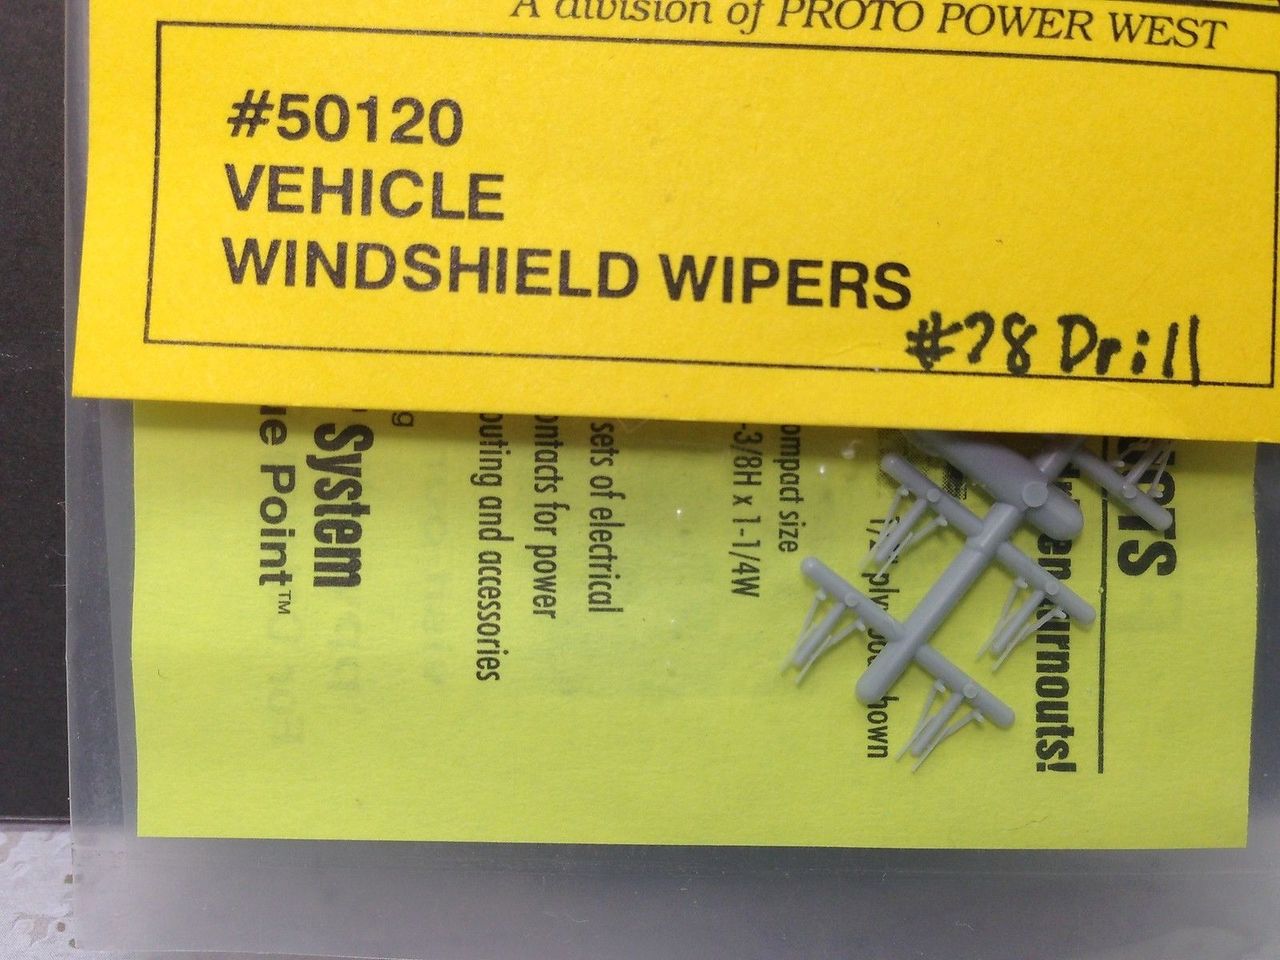 A division of PROTO POWER WEST
#50120
VEHICLE
WINDSHIELD WIPERS
#78 Drill
turnouts!
hown
ompact size
-3/8H x 1-1/4W
sets of electrical
ontacts for power
outing and accessories
g
System
e Point™